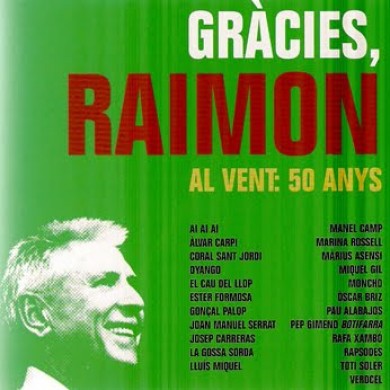 GRÀCIES,
RAIMON
AL VENT: 50 ANYS
AI AI AI
ÀLVAR CARPI
CORAL SANT JORDI
DYANGO
EL CAU DEL LLOP
ESTER FORMOSA
GONÇAL PALOP
JOAN MANUEL SERRAT
JOSEP CARRERAS
LA GOSSA SORDA
LLUÍS MIQUEL
MANEL CAMP
MARINA ROSSELL
MÀRIUS ASENSI
MIQUEL GIL
MONCHO
ÒSCAR BRIZ
PAU ALABAJOS
PEP GIMENO BOTIFARRA
RAFA XAMBÓ
RAPSODES
TOTI SOLER
VERDCEL